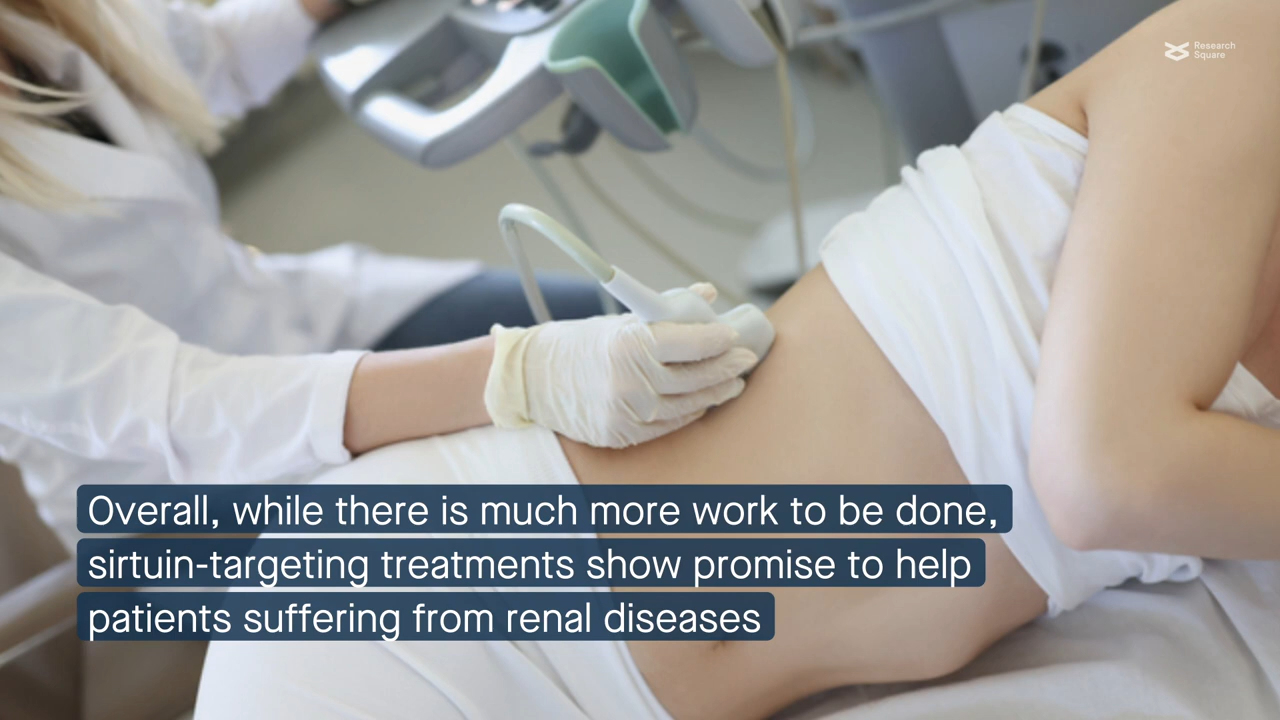 Research
Square
Overall, while there is much more work to be done,
sirtuin-targeting treatments show promise to help
patients suffering from renal diseases